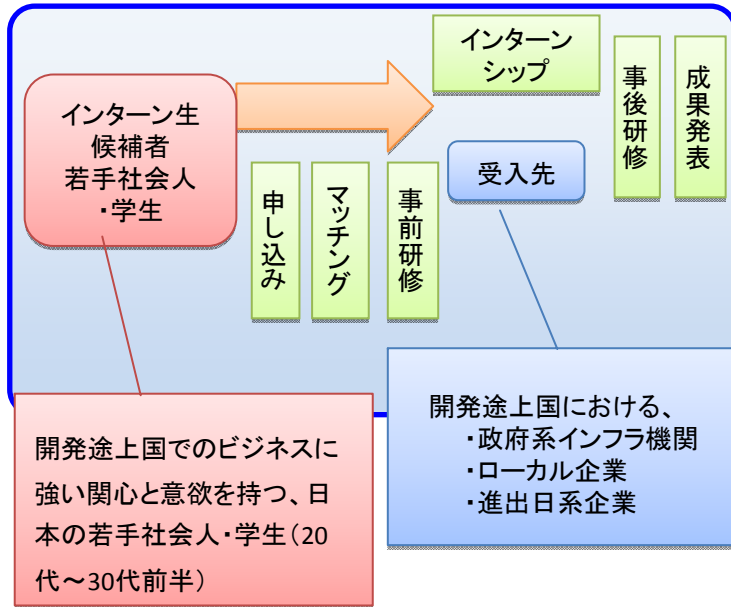 インターン生
候補者
若手社会人
・学生
申し込み
マッチング
事前研修
インターン
シップ
受入先
事後研修
成果発表
開発途上国でのビジネスに
強い関心と意欲を持つ、日
本の若手社会人・学生（20
代～30代前半）
開発途上国における、
・政府系インフラ機関
・ローカル企業
・進出日系企業